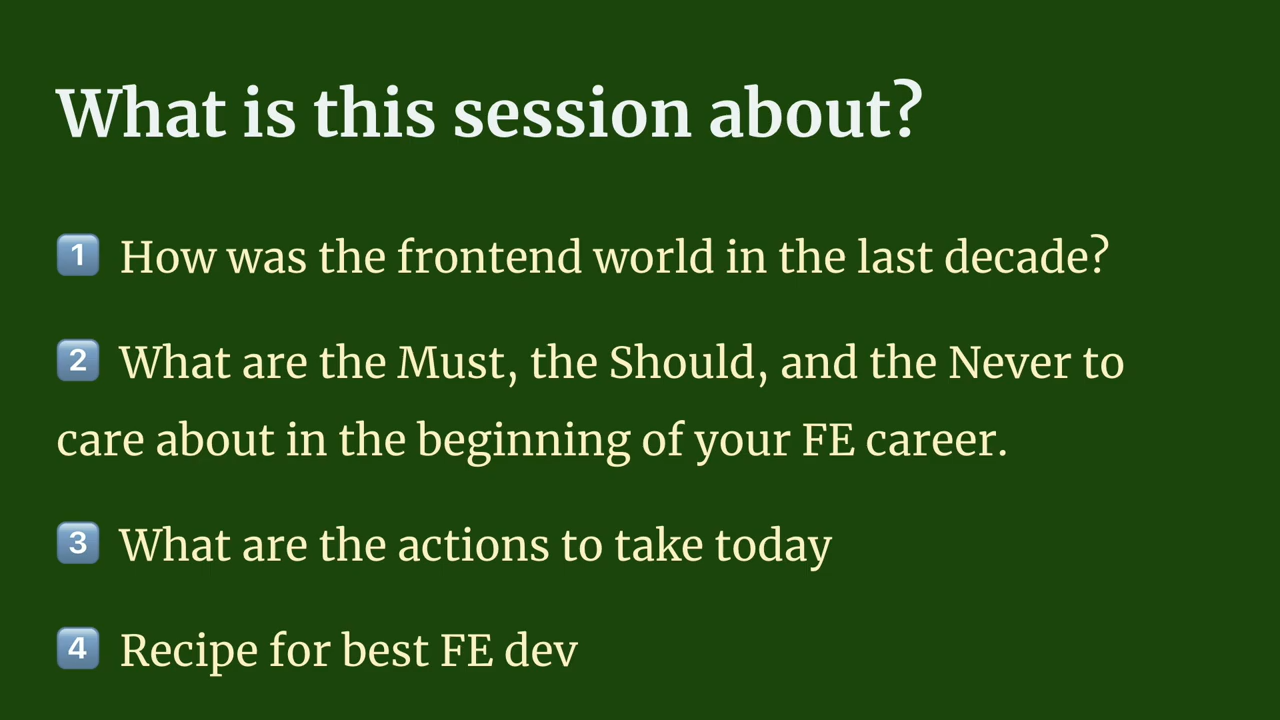 What is this session about?
1️⃣ How was the frontend world in the last decade?
2️⃣ What are the Must, the Should, and the Never to
care about in the beginning of your FE career.
3️⃣ What are the actions to take today
4️⃣ Recipe for best FE dev